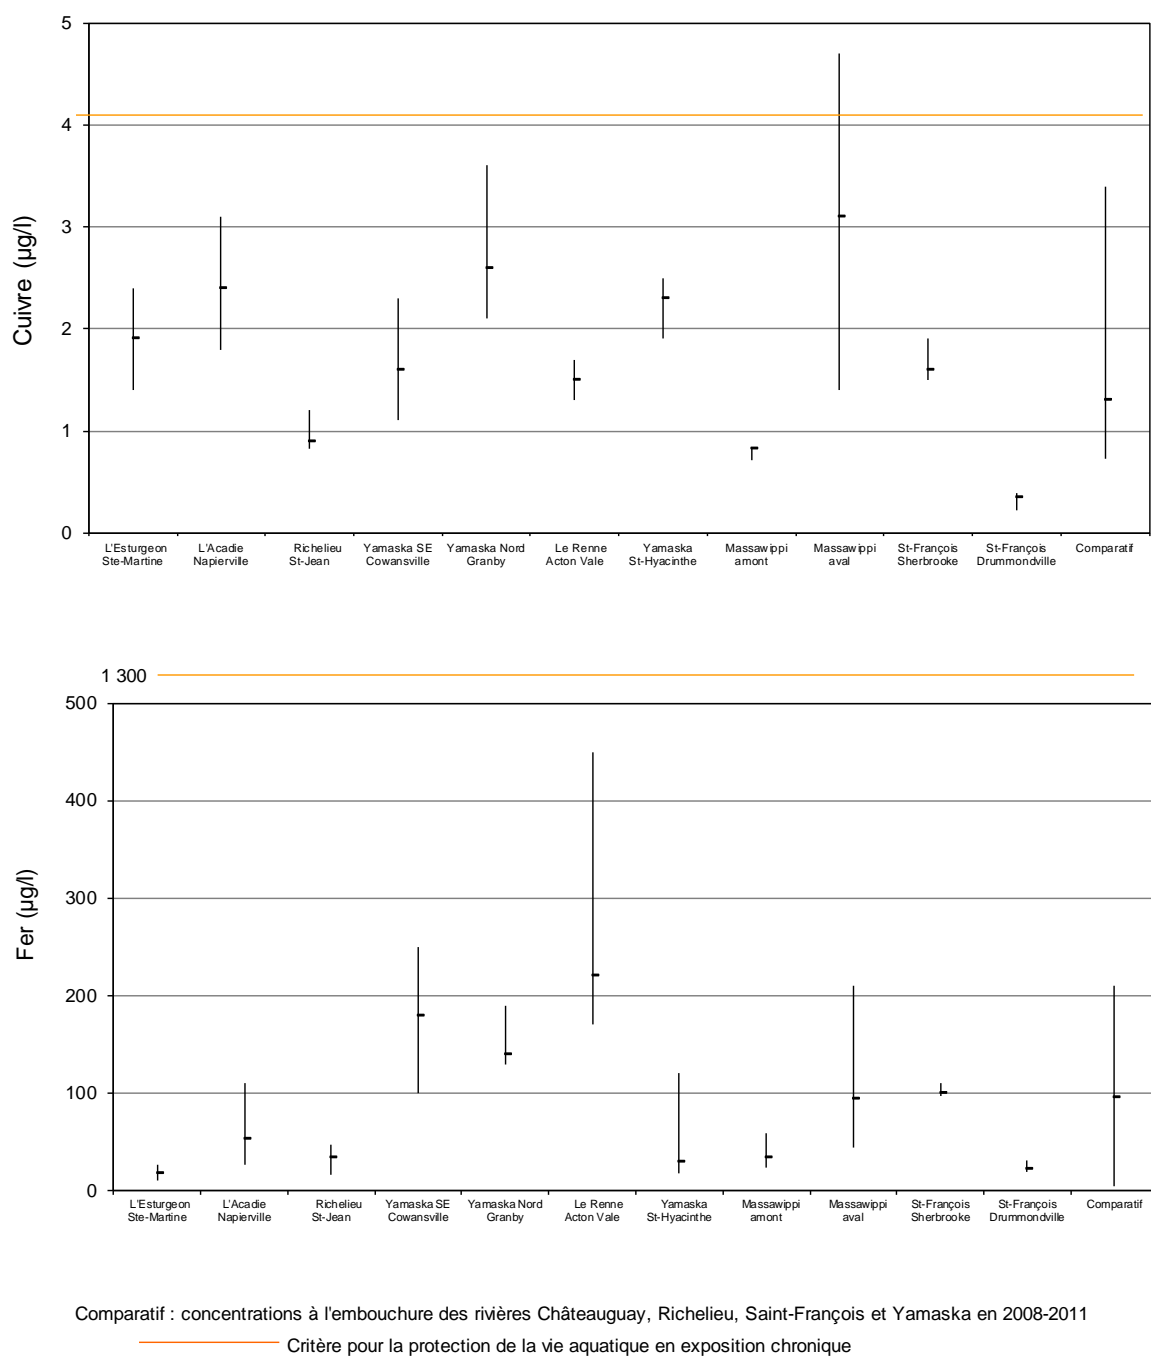 5
4
3
2
1
0
Cuivre (µg/l)
L'Esturgeon L'Acadie Richelieu Yamaska SE Yamaska Nord Le Renne Yamaska Massawippi Massawippi St-François St-François Comparatif
Ste-Martine Napierville St-Jean Cowansville Granby Acton Vale St-Hyacinthe amont aval Sherbrooke Drummondville
1 300
500
400
300
200
100
0
Fer (µg/l)
L'Esturgeon L'Acadie Richelieu Yamaska SE Yamaska Nord Le Renne Yamaska Massawippi Massawippi St-François St-François Comparatif
Ste-Martine Napierville St-Jean Cowansville Granby Acton Vale St-Hyacinthe amont aval Sherbrooke Drummondville
Comparatif : concentrations à l'embouchure des rivières Châteauguay, Richelieu, Saint-François et Yamaska en 2008-2011
Critère pour la protection de la vie aquatique en exposition chronique